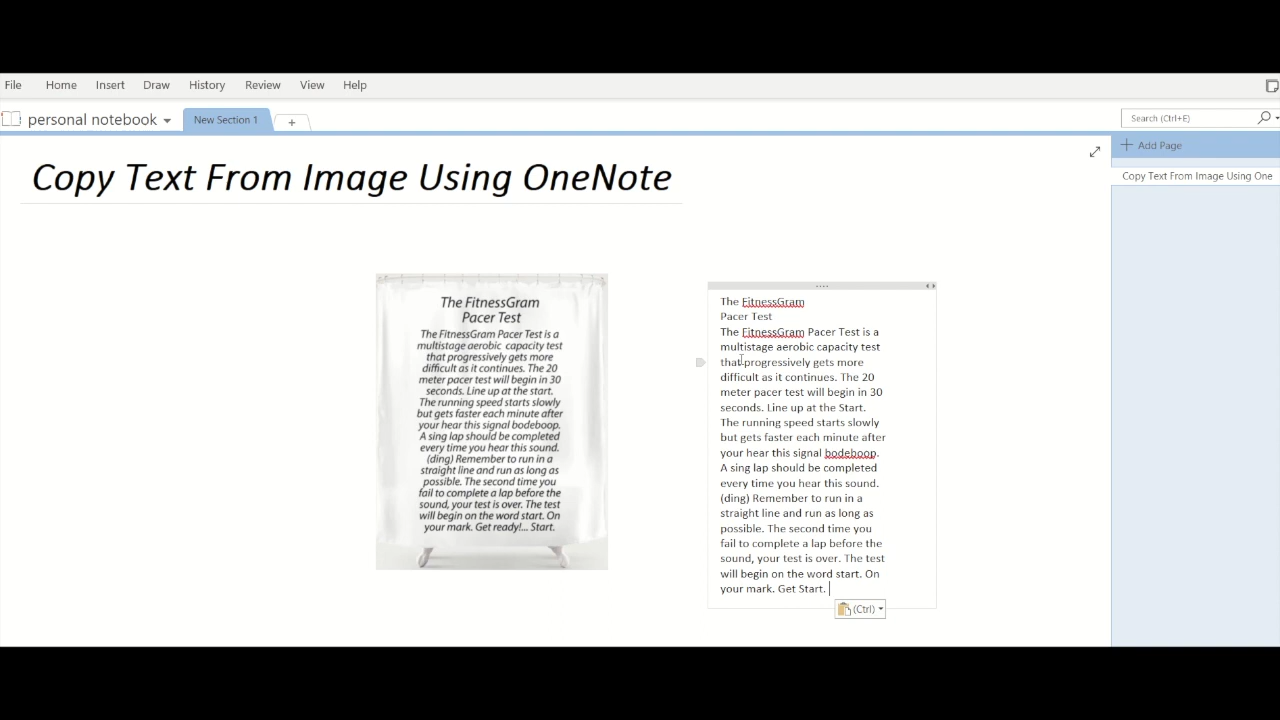 File Home Insert Draw History Review View Help
personal notebook New Section 1 +
Search (Ctrl+E)
Add Page
Copy Text From Image Using One
Copy Text From Image Using OneNote
The FitnessGram
Pacer Test
The FitnessGram Pacer Test is a
multistage aerobic capacity test
that progressively gets more
difficult as it continues. The 20
meter pacer test will begin in 30
seconds. Line up at the start.
The running speed starts slowly
but gets faster each minute after
your hear this signal bodeboop.
A sing lap should be completed
every time you hear this sound.
(ding) Remember to run in a
straight line and run as long as
possible. The second time you
fail to complete a lap before the
sound, your test is over. The test
will begin on the word start. On
your mark. Get ready!... Start.
The FitnessGram
Pacer Test
The FitnessGram Pacer Test is a
multistage aerobic capacity test
that progressively gets more
difficult as it continues. The 20
meter pacer test will begin in 30
seconds. Line up at the Start.
The running speed starts slowly
but gets faster each minute after
your hear this signal bodeboop.
A sing lap should be completed
every time you hear this sound.
(ding) Remember to run in a
straight line and run as long as
possible. The second time you
fail to complete a lap before the
sound, your test is over. The test
will begin on the word start. On
your mark. Get Start.
(Ctrl)